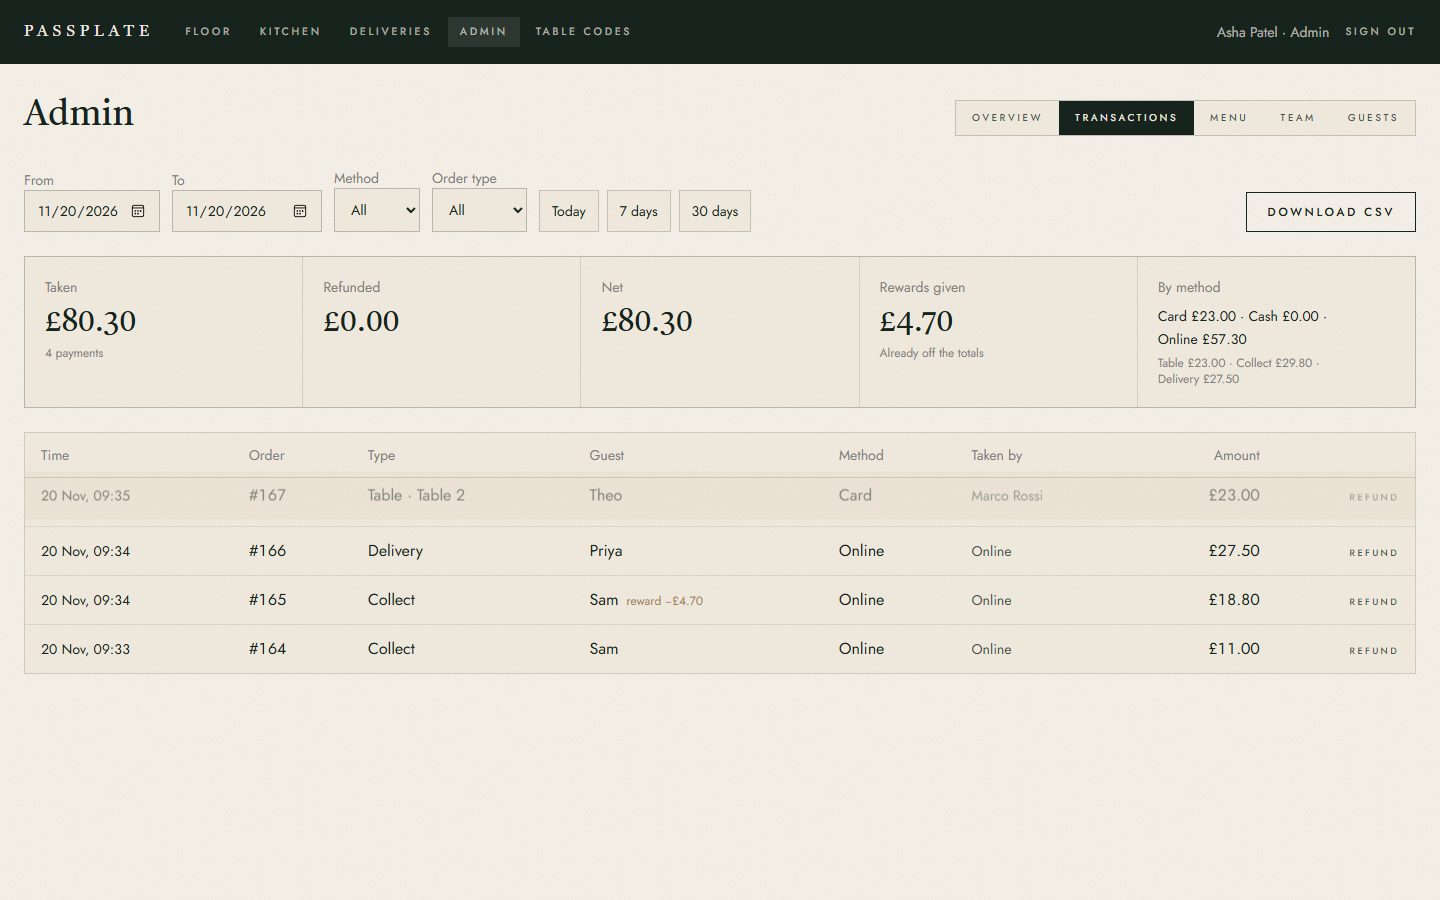 PASSPLATE FLOOR KITCHEN DELIVERIES ADMIN TABLE CODES Asha Patel · Admin SIGN OUT
Admin
OVERVIEW TRANSACTIONS MENU TEAM GUESTS
From To Method Order type
11/20/2026 11/20/2026 All All Today 7 days 30 days DOWNLOAD CSV
Taken Refunded Net Rewards given By method
£80.30 £0.00 £80.30 £4.70 Card £23.00 · Cash £0.00 ·
Online £57.30
4 payments Already off the totals Table £23.00 · Collect £29.80 ·
Delivery £27.50
Time Order Type Guest Method Taken by Amount
20 Nov, 09:35 #167 Table · Table 2 Theo Card Marco Rossi £23.00 REFUND
20 Nov, 09:34 #166 Delivery Priya Online Online £27.50 REFUND
20 Nov, 09:34 #165 Collect Sam reward −£4.70 Online Online £18.80 REFUND
20 Nov, 09:33 #164 Collect Sam Online Online £11.00 REFUND